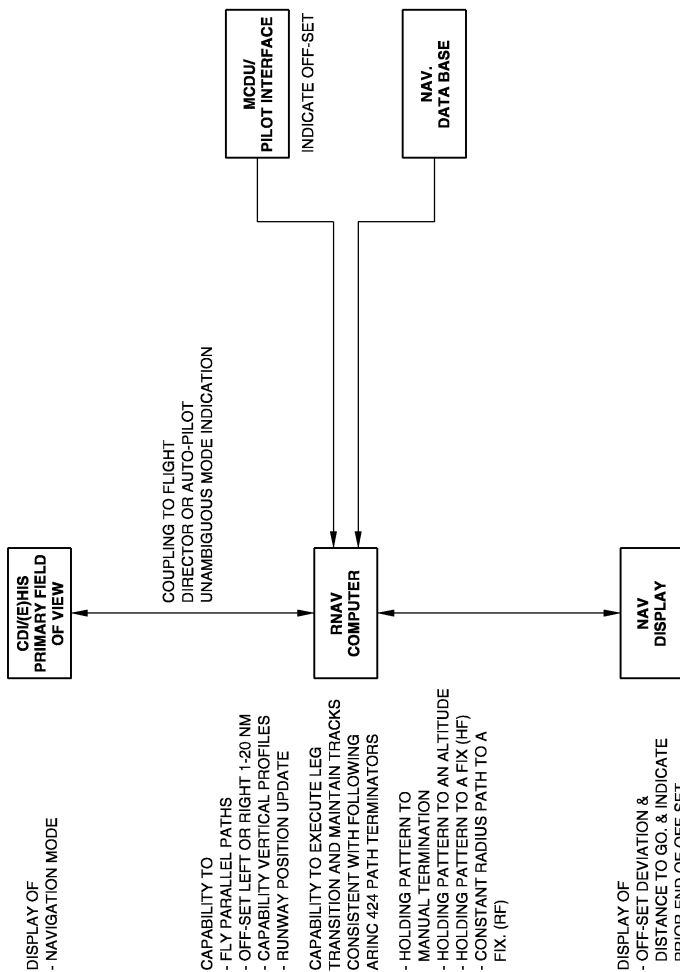 DISPLAY OF
- NAVIGATION MODE
CDI/(E)HIS
PRIMARY FIELD
OF VIEW
COUPLING TO FLIGHT
DIRECTOR OR AUTO-PILOT
UNAMBIGUOUS MODE INDICATION
CAPABILITY TO
- FLY PARALLEL PATHS
- OFF-SET LEFT OR RIGHT 1-20 NM
- CAPABILITY VERTICAL PROFILES
- RUNWAY POSITION UPDATE
CAPABILITY TO EXECUTE LEG
TRANSITION AND MAINTAIN TRACKS
CONSISTENT WITH FOLLOWING
ARINC 424 PATH TERMINATORS
- HOLDING PATTERN TO
MANUAL TERMINATION
- HOLDING PATTERN TO AN ALTITUDE
- HOLDING PATTERN TO A FIX (HF)
- CONSTANT RADIUS PATH TO A
FIX. (RF)
RNAV
COMPUTER
MCDU/
PILOT INTERFACE
INDICATE OFF-SET
NAV.
DATA BASE
DISPLAY OF
- OFF-SET DEVIATION &
DISTANCE TO GO. & INDICATE
PRIOR END OF OFF-SET
NAV
DISPLAY